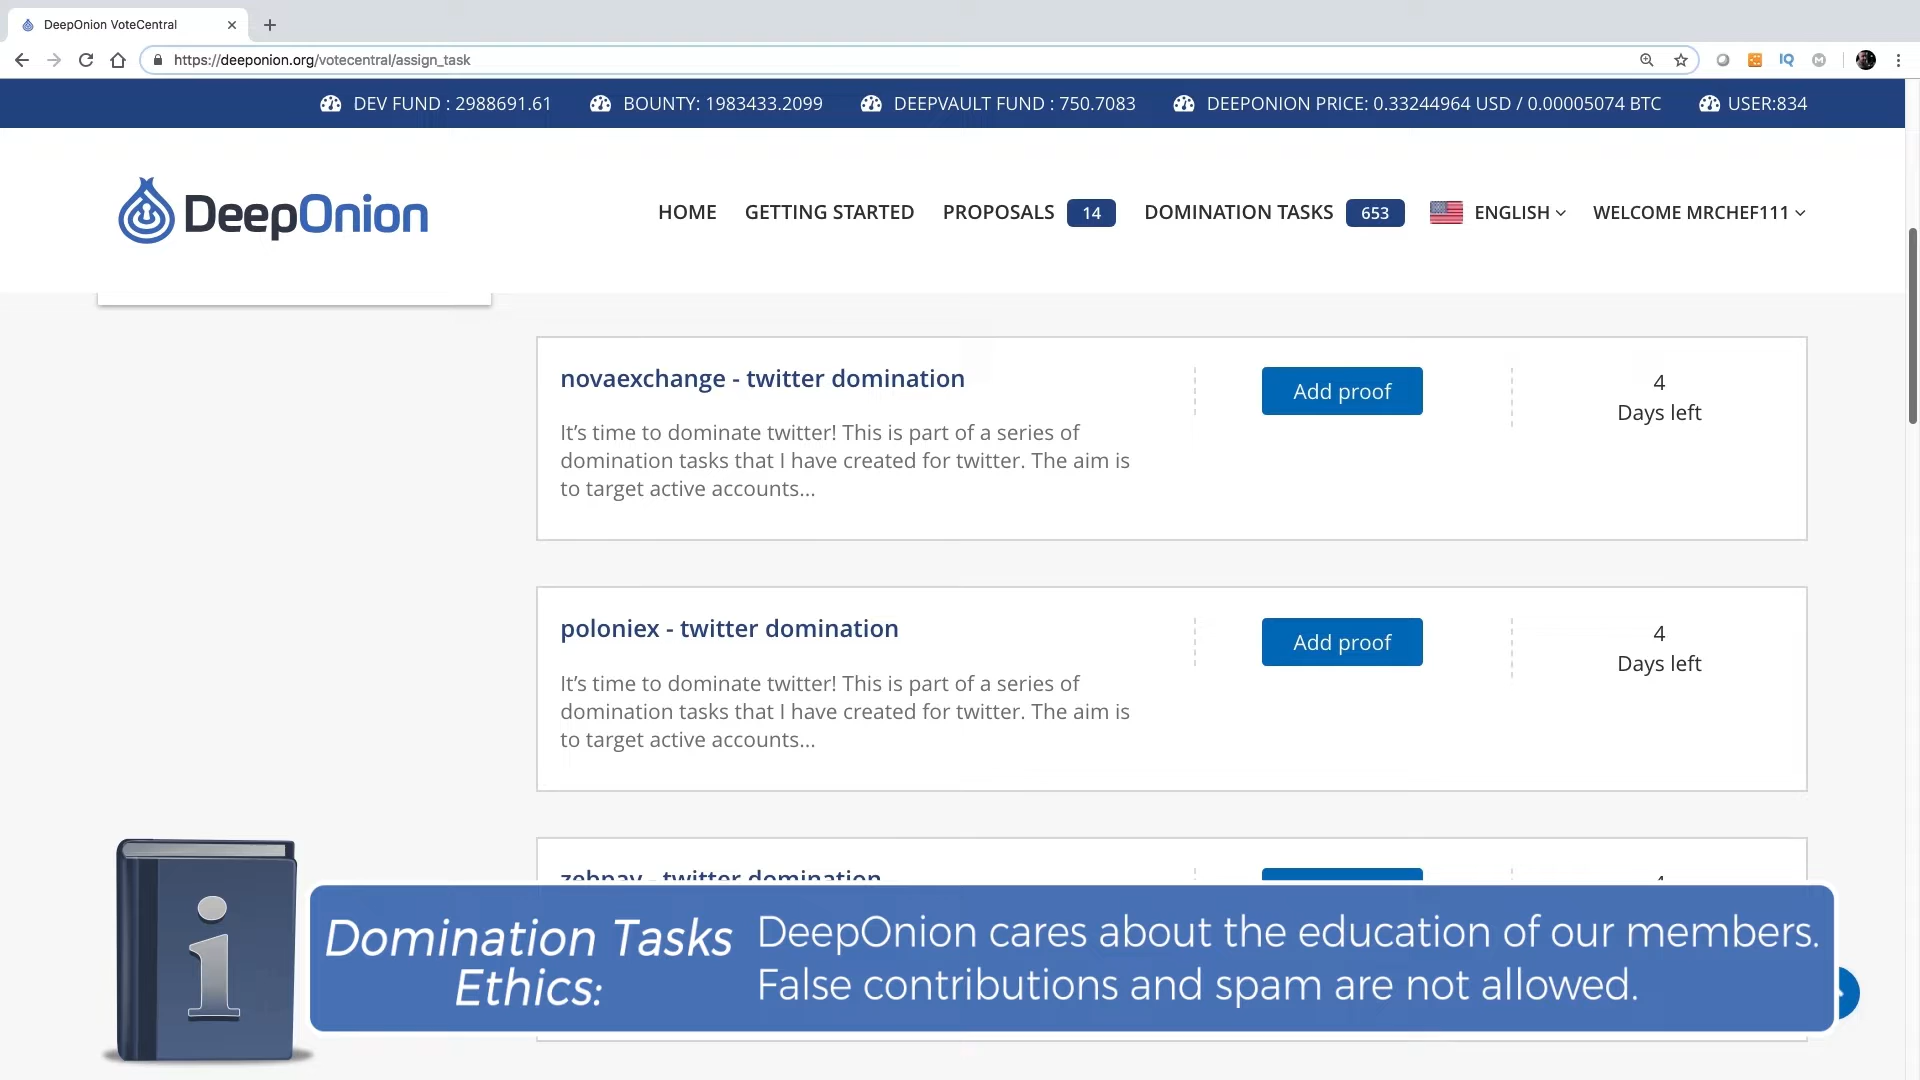 DeepOnion VoteCentral
https://deeponion.org/votecentral/assign_task
IQ
DEV FUND : 2988691.61
BOUNTY: 1983433.2099
DEEPVAULT FUND : 750.7083
DEEPONION PRICE: 0.33244964 USD / 0.00005074 BTC
USER:834
DeepOnion
HOME
GETTING STARTED
PROPOSALS 14
DOMINATION TASKS 653
ENGLISH
WELCOME MRCHEF111
novaexchange - twitter domination
It’s time to dominate twitter! This is part of a series of
domination tasks that I have created for twitter. The aim is
to target active accounts...
Add proof
4
Days left
poloniex - twitter domination
It’s time to dominate twitter! This is part of a series of
domination tasks that I have created for twitter. The aim is
to target active accounts...
Add proof
4
Days left
zebpay - twitter domination
4
i
Domination Tasks
Ethics:
DeepOnion cares about the education of our members.
False contributions and spam are not allowed.